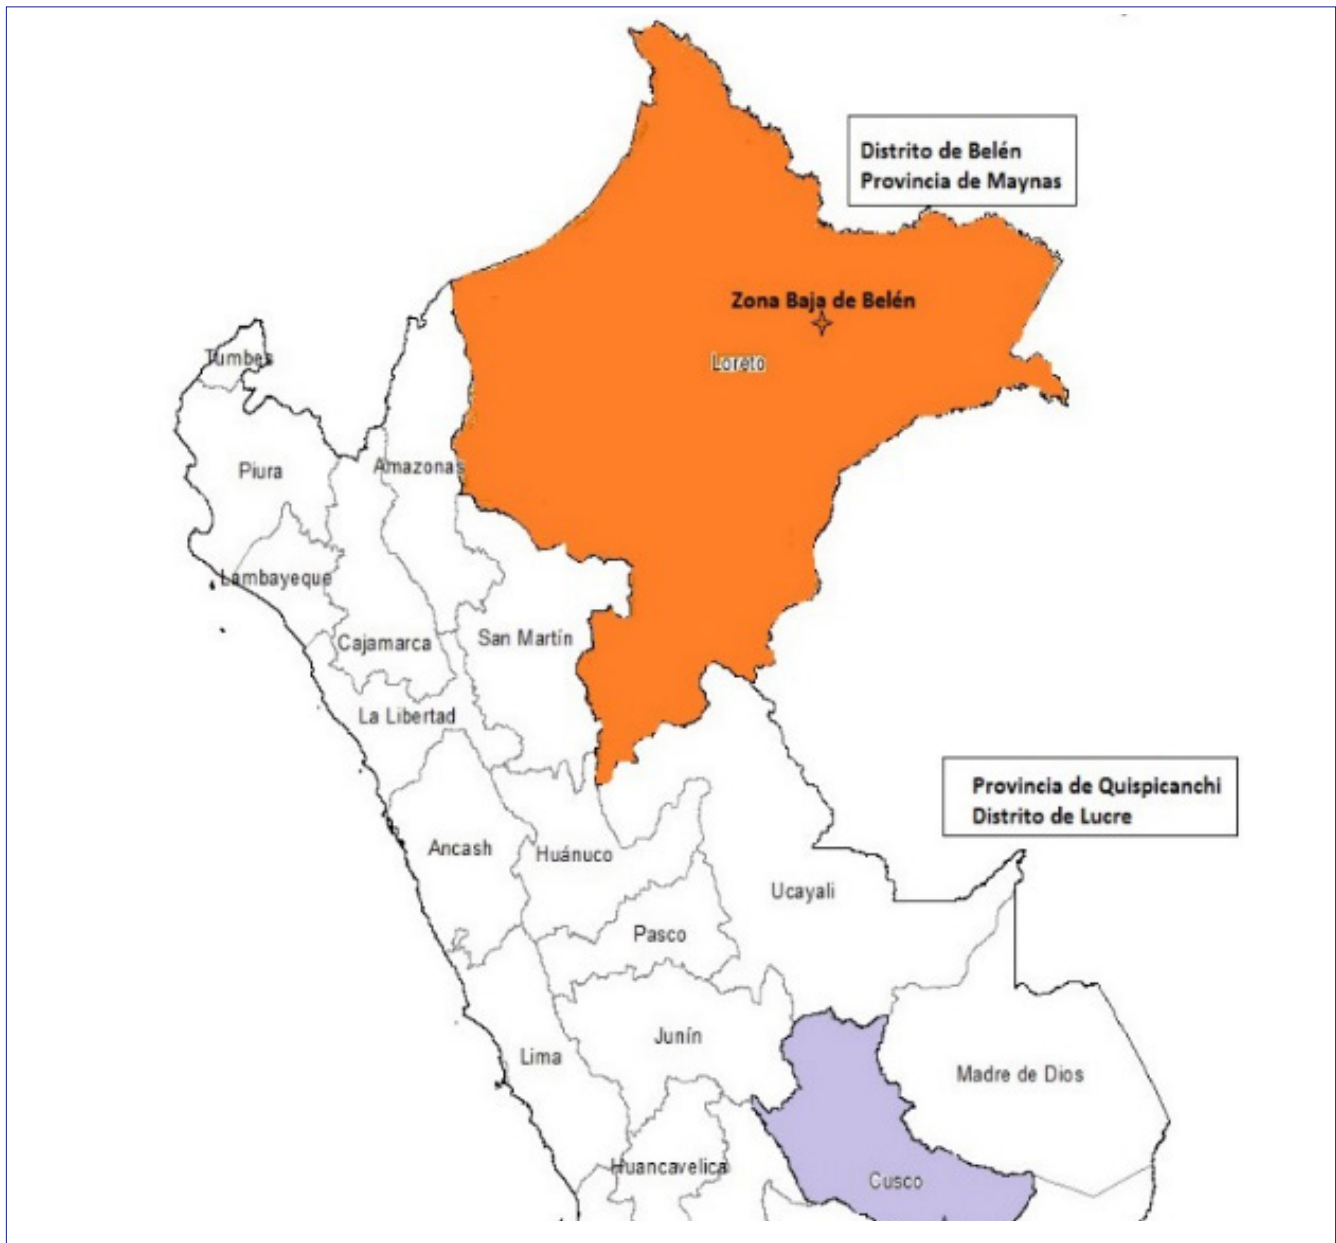 Distrito de Belén
Provincia de Maynas
Zona Baja de Belén
Loreto
Tumbes
Piura
Amazonas
Lambayeque
Cajamarca
San Martín
La Libertad
Provincia de Quispicanchi
Distrito de Lucre
Ancash
Huánuco
Ucayali
Pasco
Junín
Lima
Madre de Dios
Huancavelica
Cusco